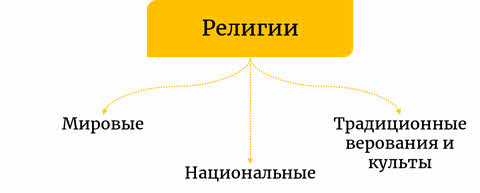 Религии
Мировые
Национальные
Традиционные
верования и
культы